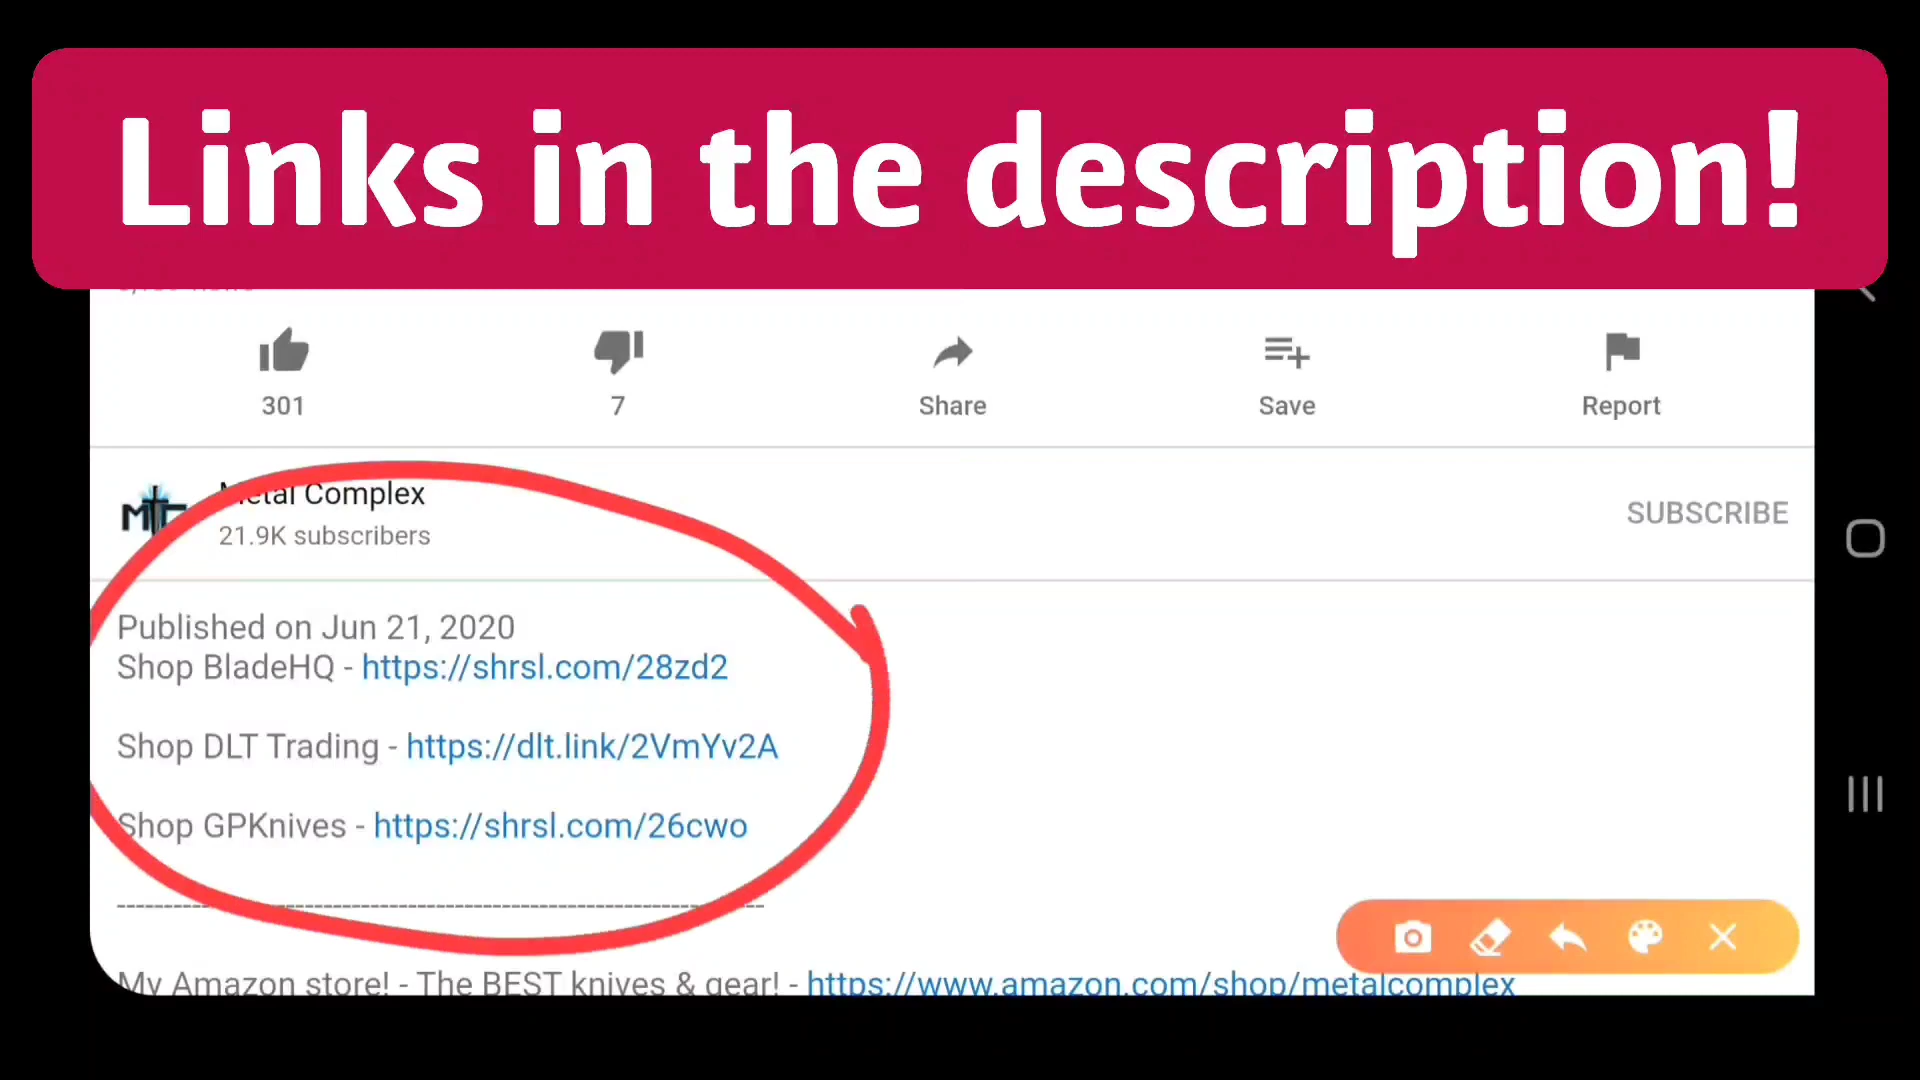 Links in the description!
301
7
Share
Save
Report
Metal Complex
21.9K subscribers
SUBSCRIBE
Published on Jun 21, 2020
Shop BladeHQ - https://shrsl.com/28zd2
Shop DLT Trading - https://dlt.link/2VmYv2A
Shop GPKnives - https://shrsl.com/26cwo
My Amazon store! - The BEST knives & gear! - https://www.amazon.com/shop/metalcomplex